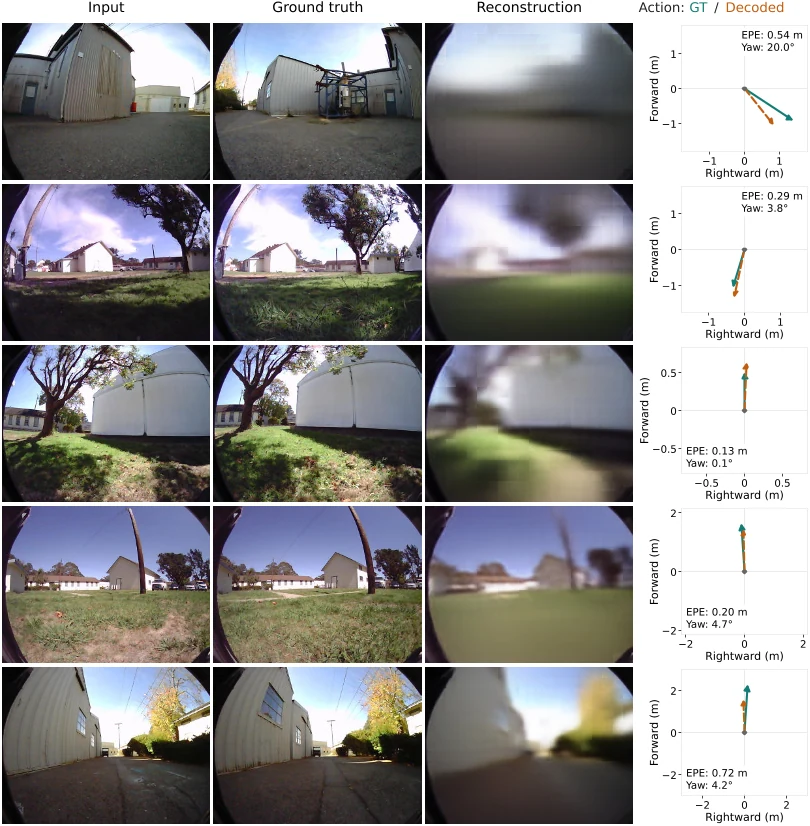 Input Ground truth Reconstruction Action: GT / Decoded
EPE: 0.54 m
Yaw: 20.0°
Forward (m)
1
0
−1
−1 0 1
Rightward (m)
EPE: 0.29 m
Yaw: 3.8°
Forward (m)
1
0
−1
−1 0 1
Rightward (m)
Forward (m)
0.5
0
−0.5
EPE: 0.13 m
Yaw: 0.1°
−0.5 0 0.5
Rightward (m)
Forward (m)
2
0
−2
EPE: 0.20 m
Yaw: 4.7°
−2 0 2
Rightward (m)
Forward (m)
2
0
−2
EPE: 0.72 m
Yaw: 4.2°
−2 0 2
Rightward (m)